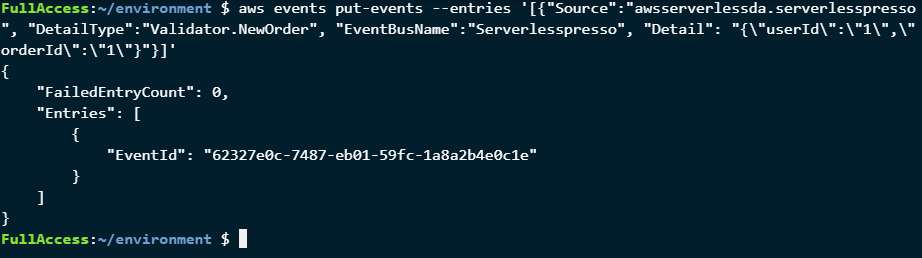 FullAccess:~/environment $ aws events put-events --entries '[{"Source":"awsserverlessda.serverlesspresso
", "DetailType":"Validator.NewOrder", "EventBusName":"Serverlesspresso", "Detail": "{\"userId\":\"1\",\"
orderId\":\"1\"}"}]'
{
    "FailedEntryCount": 0,
    "Entries": [
        {
            "EventId": "62327e0c-7487-eb01-59fc-1a8a2b4e0c1e"
        }
    ]
}
FullAccess:~/environment $